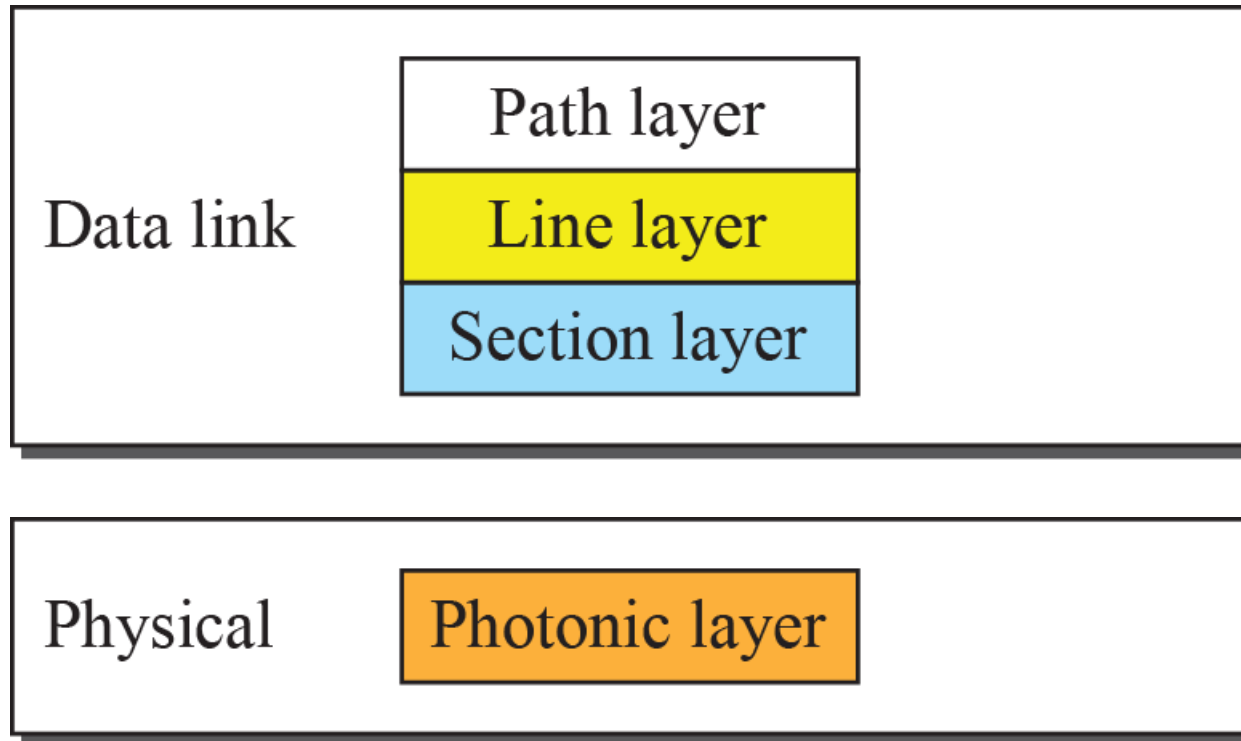 Path layer
Data link
Line layer
Section layer
Physical
Photonic layer